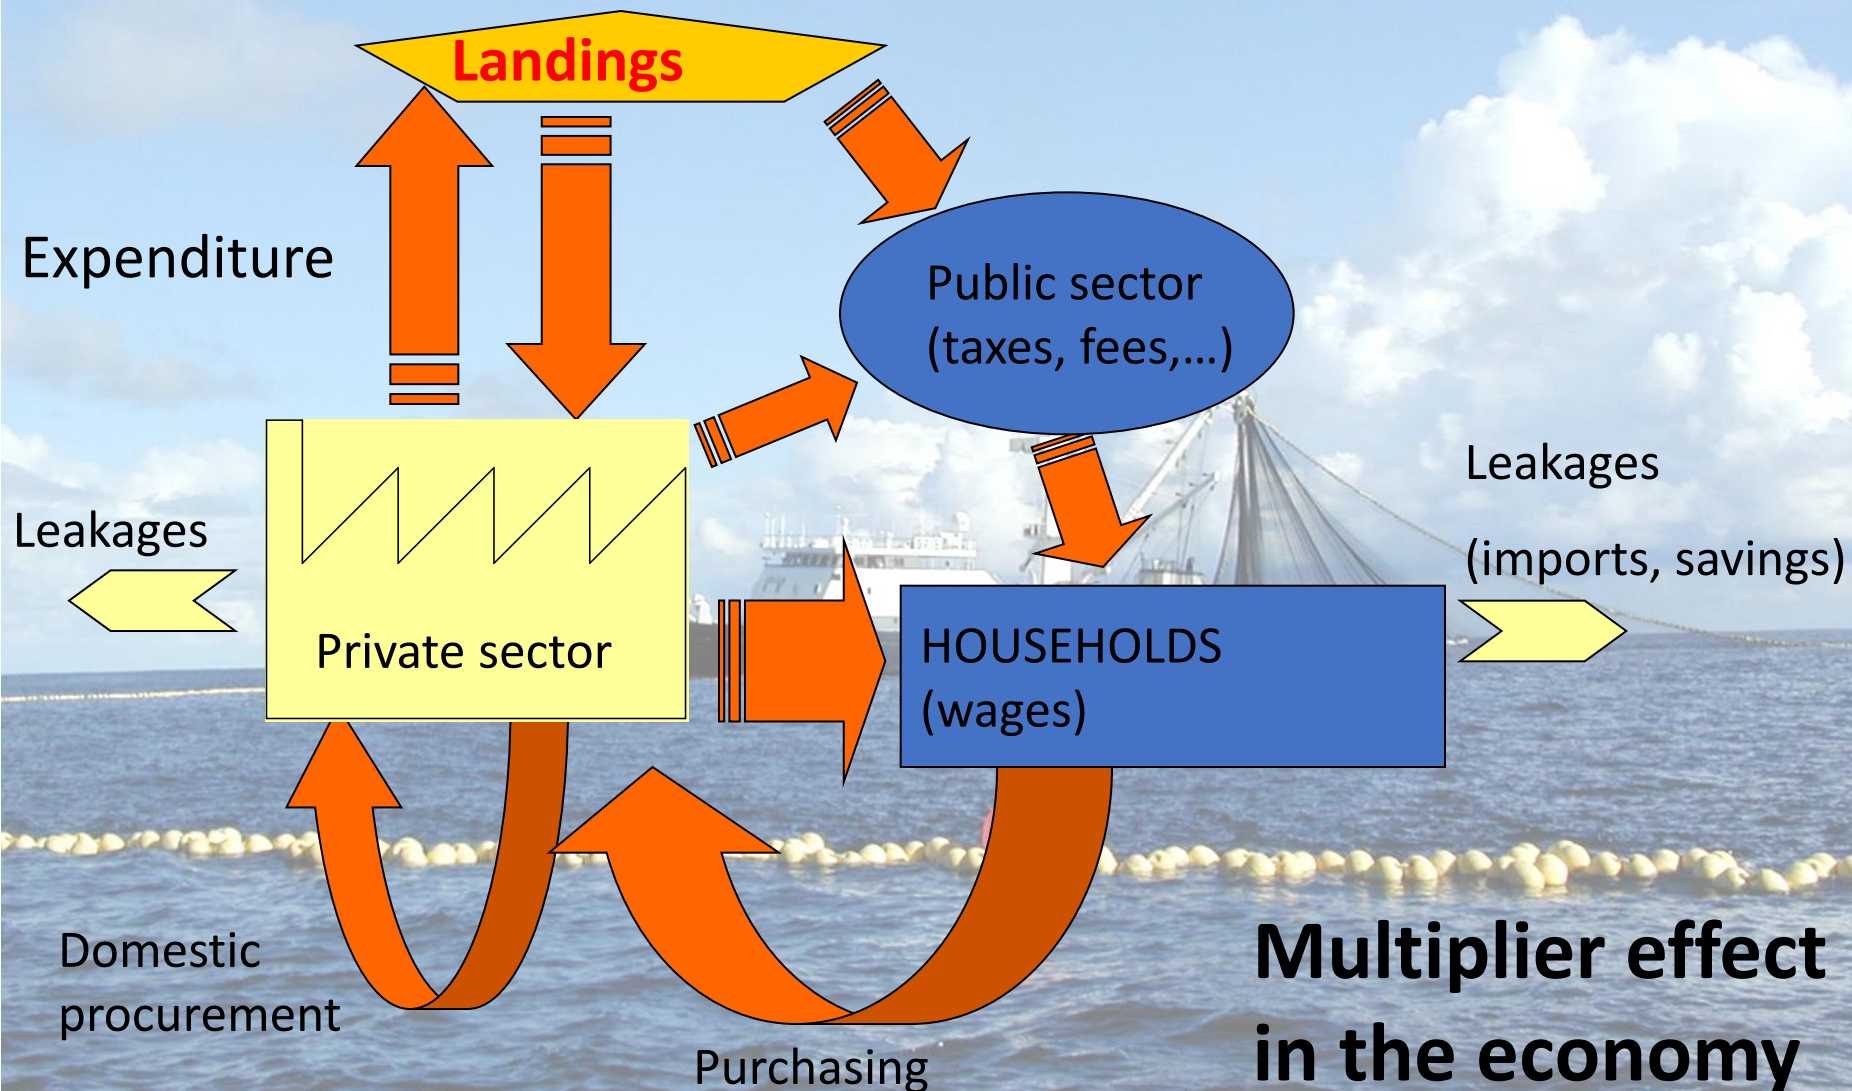 Landings
Expenditure
Public sector
(taxes, fees,...)
Leakages
(imports, savings)
Leakages
Private sector
HOUSEHOLDS
(wages)
Domestic
procurement
Purchasing
Multiplier effect
in the economy